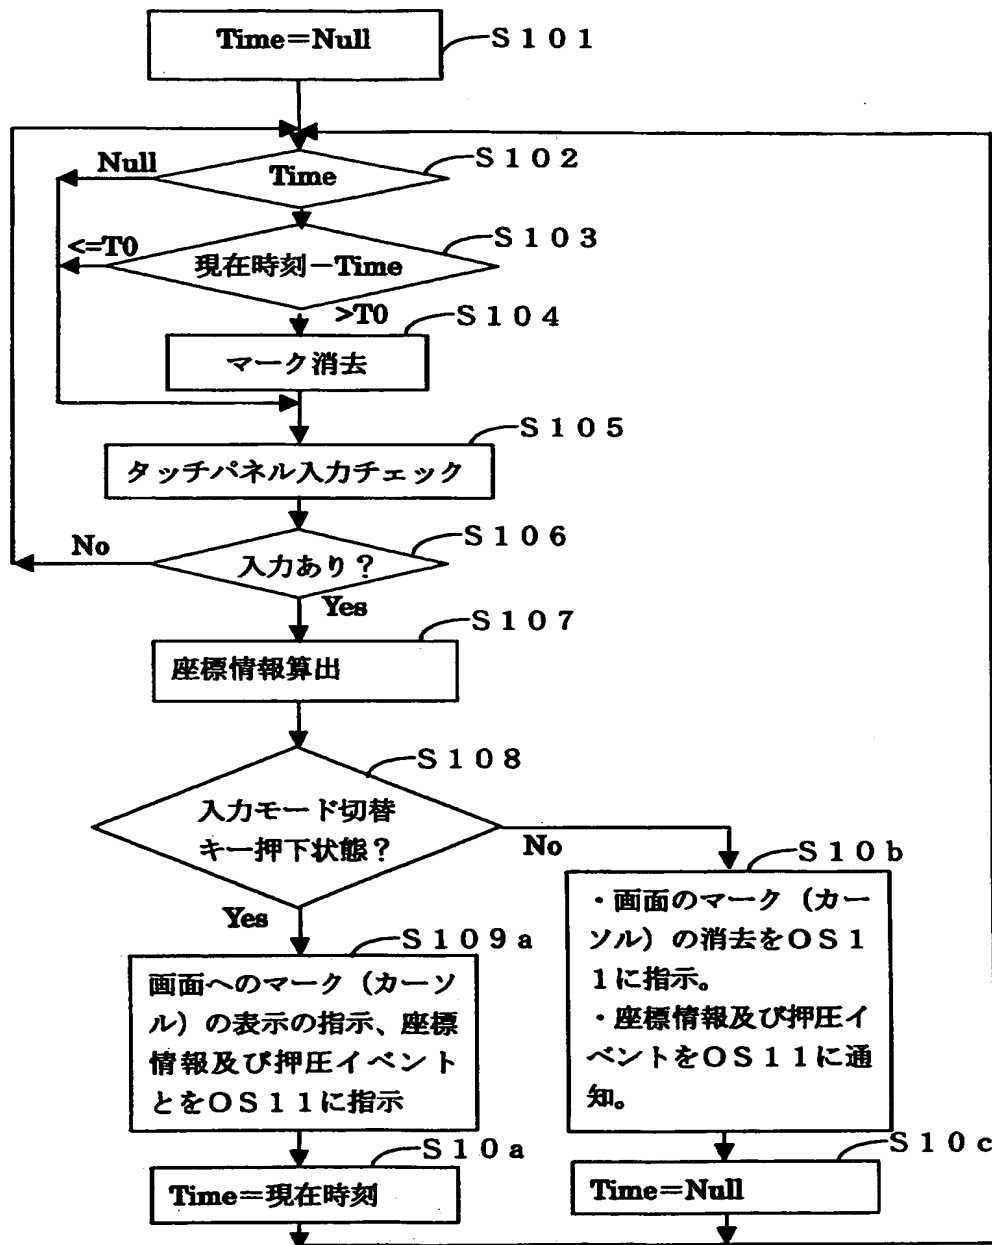 Time=Null
S101
Null
Time
S102
<=T0
現在時刻-Time
S103
>T0
S104
マーク消去
S105
タッチパネル入力チェック
S106
No
入力あり?
Yes
S107
座標情報算出
S108
入力モード切替
キー押下状態?
No
Yes
S10b
・画面のマーク(カー
ソル)の消去をOS1
1に指示。
・座標情報及び押圧イ
ベントをOS11に通
知。
S109a
画面へのマーク(カーソ
ル)の表示の指示、座標
情報及び押圧イベント
とをOS11に指示
S10a
Time=現在時刻
S10c
Time=Null